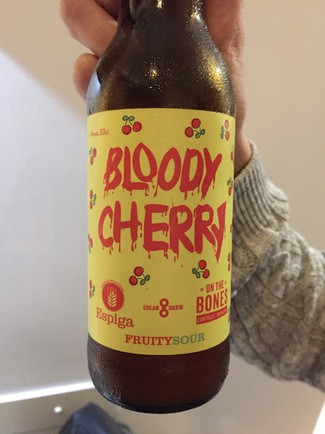 BLOODY
CHERRY
Espiga
COLAB
BREW
ON THE
BONES
FRUITYSOUR